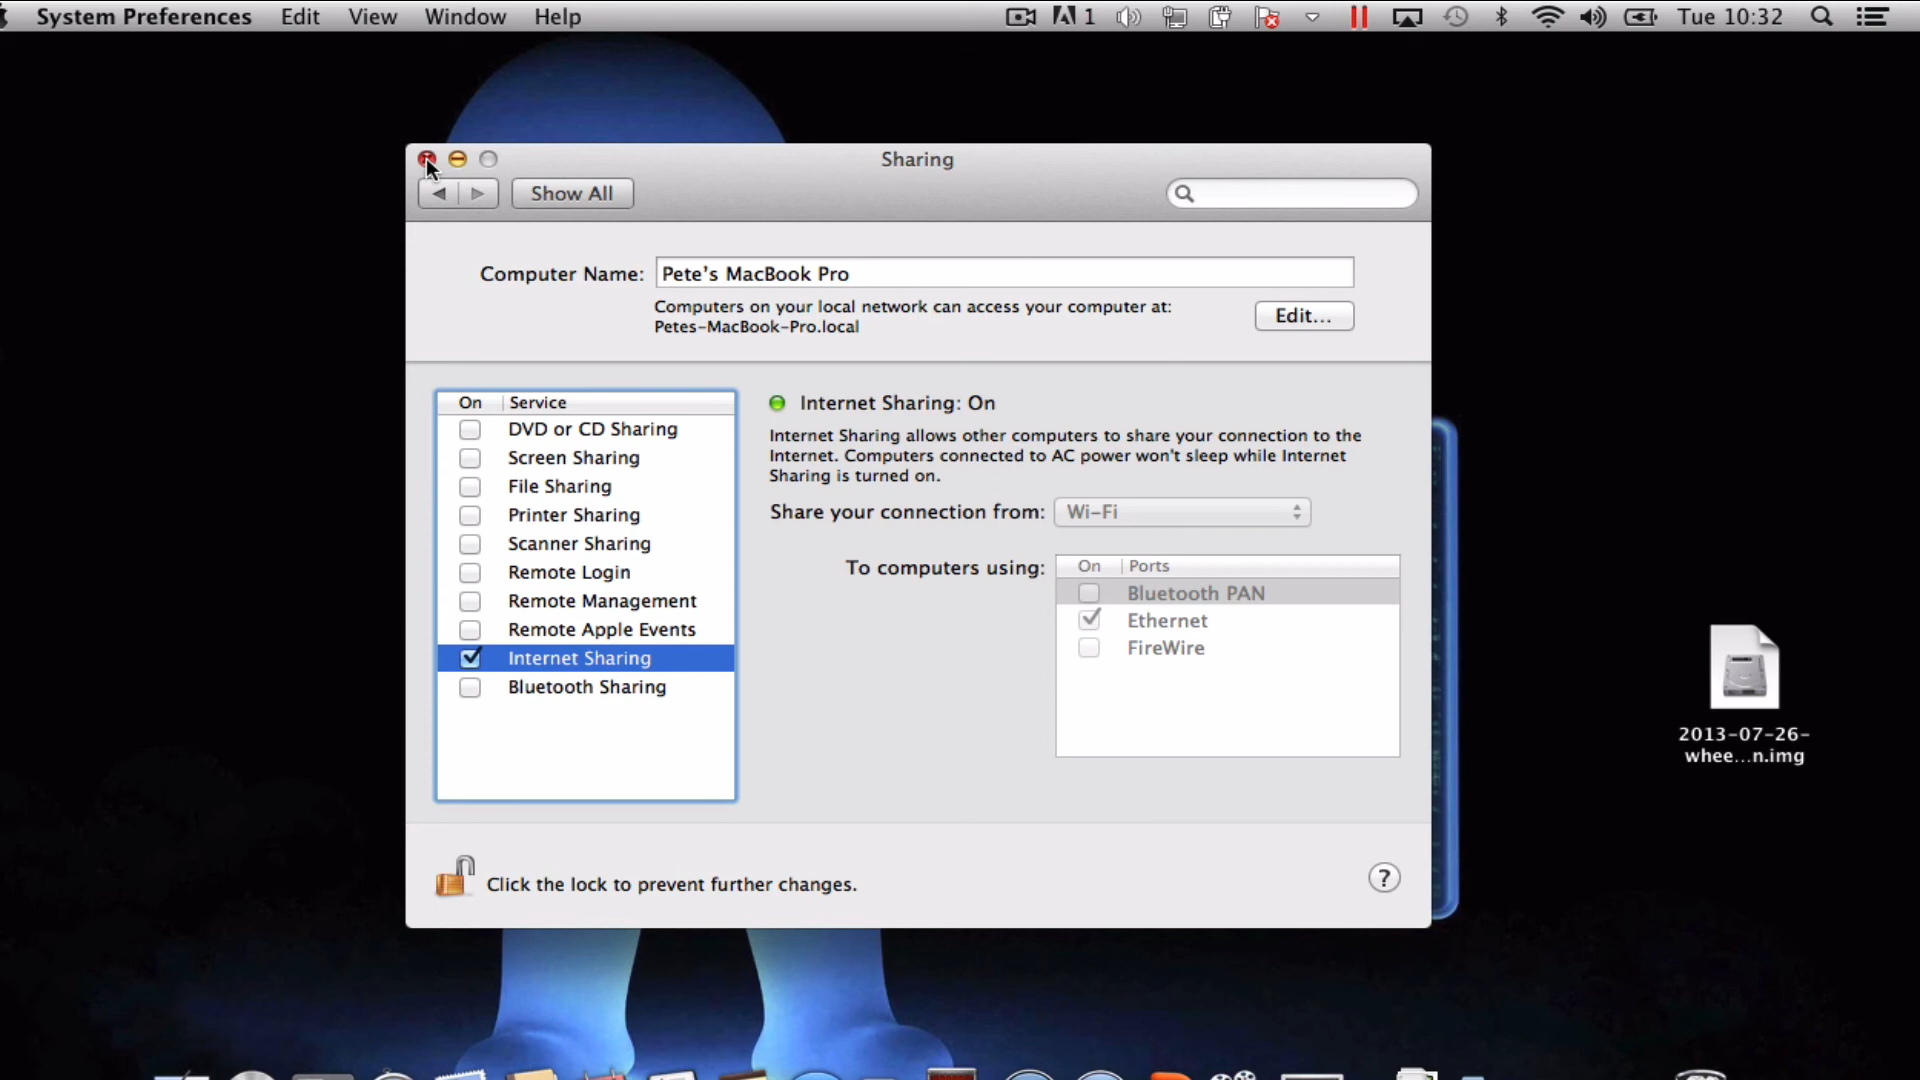 System Preferences Edit View Window Help 1 Tue 10:32
Sharing
Show All
Computer Name: Pete's MacBook Pro
Computers on your local network can access your computer at:
Petes-MacBook-Pro.local
Edit...
On Service
DVD or CD Sharing
Screen Sharing
File Sharing
Printer Sharing
Scanner Sharing
Remote Login
Remote Management
Remote Apple Events
Internet Sharing
Bluetooth Sharing
Internet Sharing: On
Internet Sharing allows other computers to share your connection to the
Internet. Computers connected to AC power won't sleep while Internet
Sharing is turned on.
Share your connection from: Wi-Fi
To computers using:
On Ports
Bluetooth PAN
Ethernet
FireWire
Click the lock to prevent further changes.
?
2013-07-26-
whee...n.img